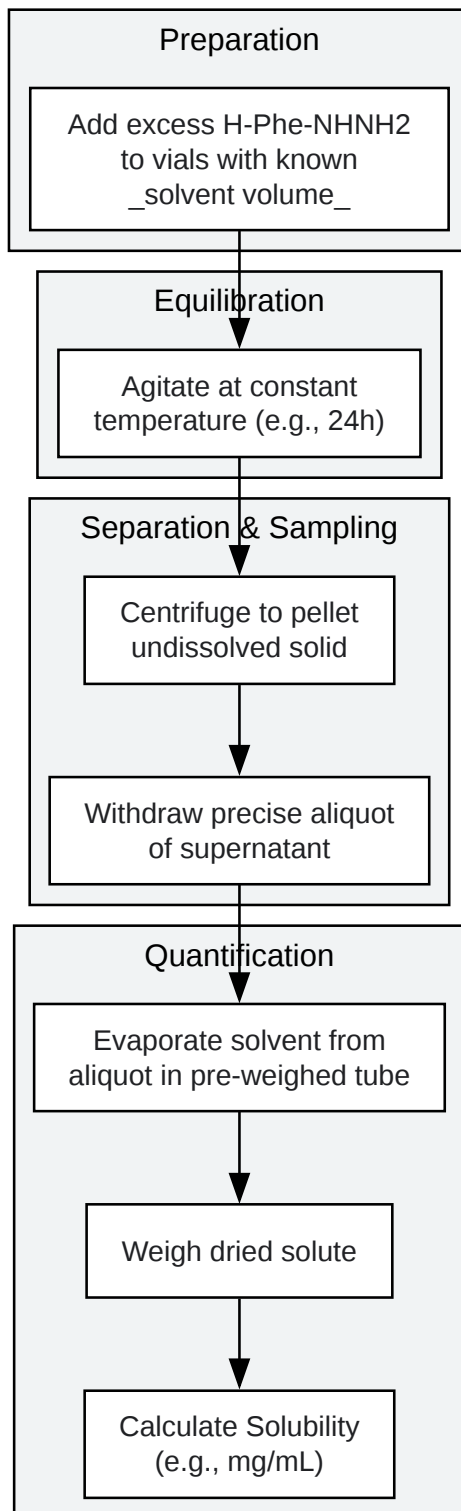 Preparation
Add excess H-Phe-NHNH2
to vials with known
_solvent volume_
Equilibration
Agitate at constant
temperature (e.g., 24h)
Separation & Sampling
Centrifuge to pellet
undissolved solid
Withdraw precise aliquot
of supernatant
Quantification
Evaporate solvent from
aliquot in pre-weighed tube
Weigh dried solute
Calculate Solubility
(e.g., mg/mL)